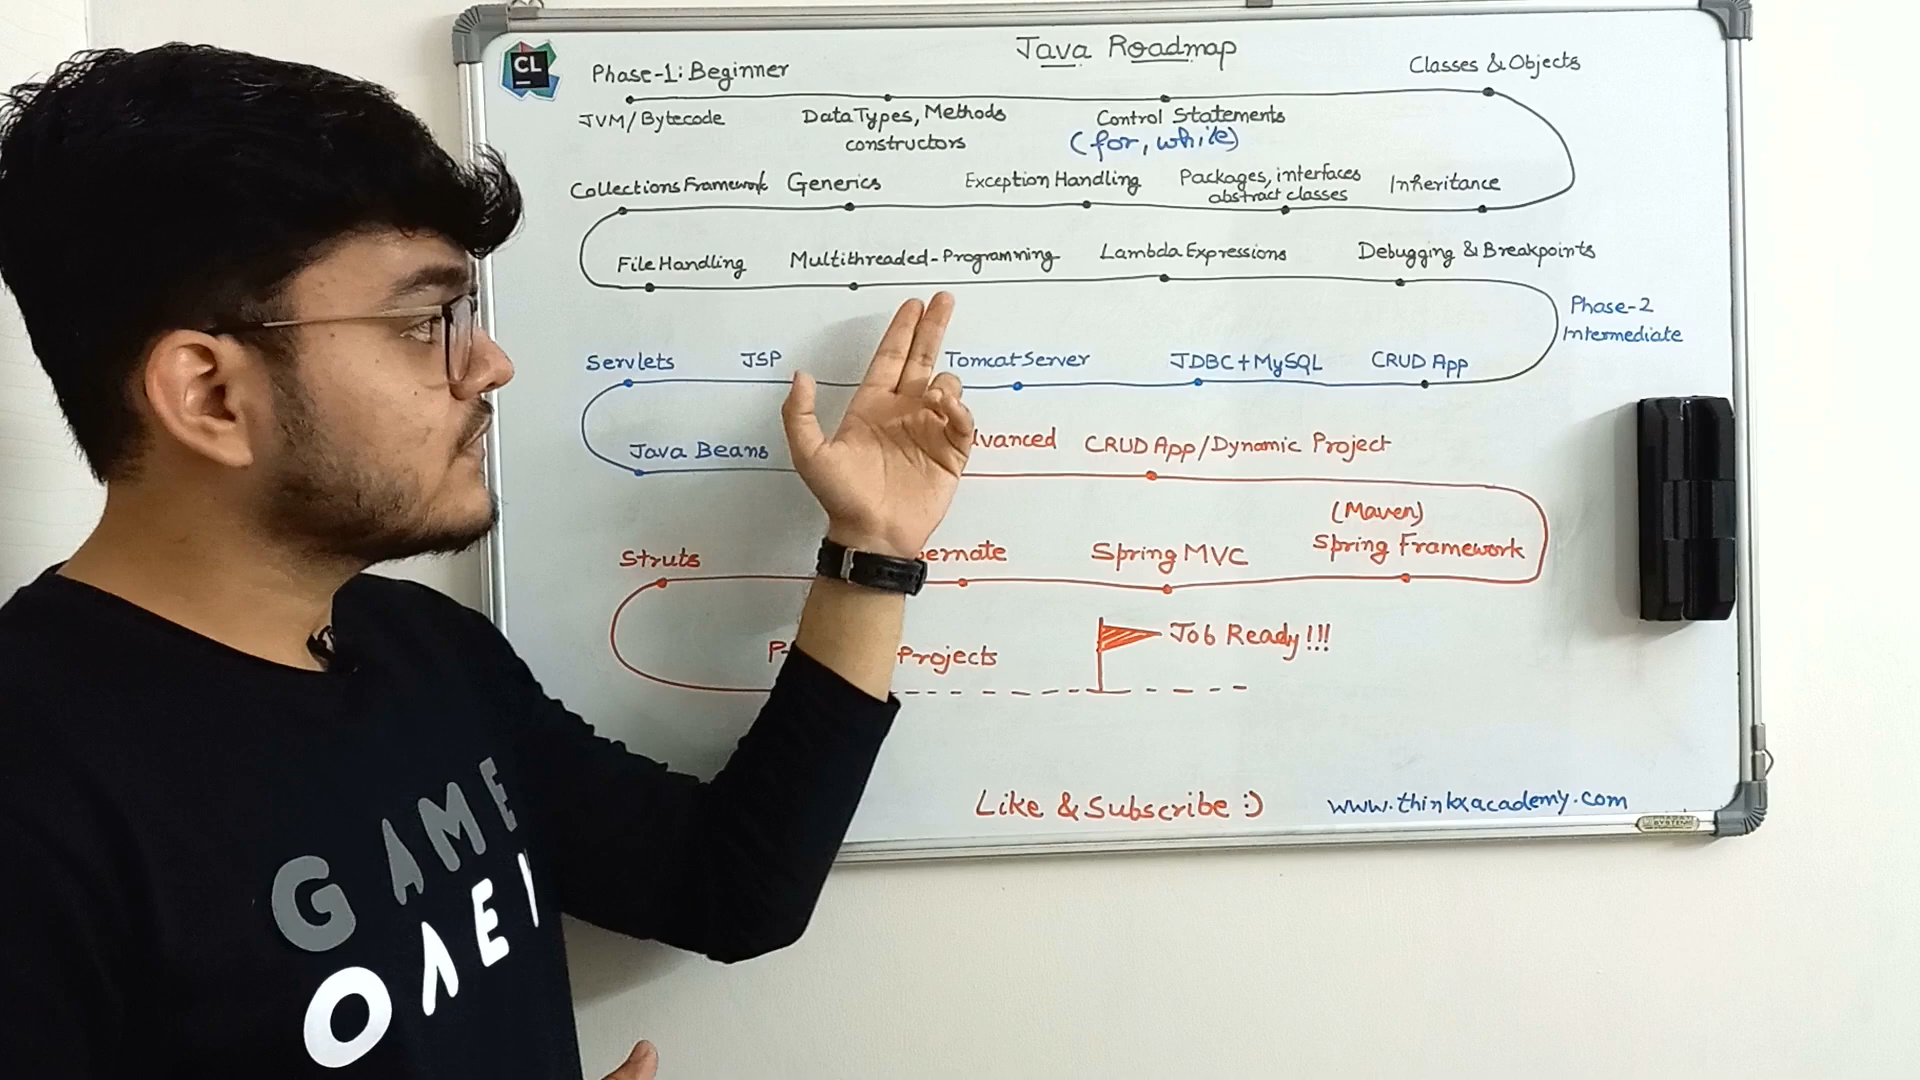 Java Roadmap
CL
Phase-1: Beginner
Classes & Objects
JVM/Bytecode
Data Types, Methods
constructors
Control Statements
(for, while)
Collections Framework
Generics
Exception Handling
Packages, interfaces
abstract classes
Inheritance
File Handling
Multithreaded-Programming
Lambda Expressions
Debugging & Breakpoints
Phase-2
Intermediate
Servlets
JSP
Tomcat Server
JDBC + MySQL
CRUD App
Java Beans
CRUD App/Dynamic Project
(Maven)
Spring Framework
Struts
Spring MVC
Projects
Job Ready!!!
Like & Subscribe :)
www.thinkxacademy.com
GAME